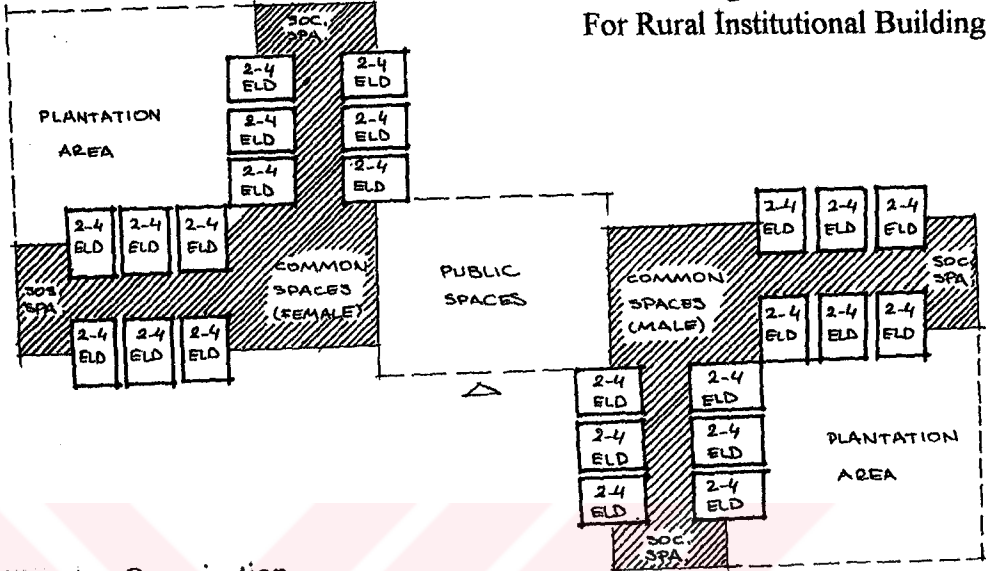 For Rural Institutional Building
SOC.
SPA.
2-4
ELD
2-4
ELD
2-4
ELD
2-4
ELD
2-4
ELD
2-4
ELD
PLANTATION
AREA
2-4
ELD
2-4
ELD
2-4
ELD
SOS
SPA.
2-4
ELD
2-4
ELD
2-4
ELD
COMMON
SPACES
(FEMALE)
PUBLIC
SPACES
COMMON
SPACES
(MALE)
2-4
ELD
2-4
ELD
2-4
ELD
SOC
SPA.
2-4
ELD
2-4
ELD
2-4
ELD
2-4
ELD
2-4
ELD
2-4
ELD
2-4
ELD
2-4
ELD
2-4
ELD
PLANTATION
AREA
SOC.
SPA.